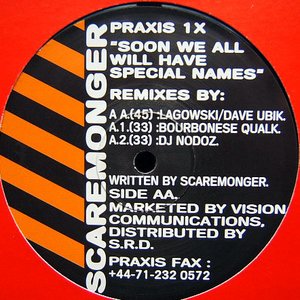 SCAREMONGER
PRAXIS 1X
"SOON WE ALL
WILL HAVE
SPECIAL NAMES"
REMIXES BY:
A A.(45) :LAGOWSKI/DAVE UBIK.
A.1.(33) :BOURBONESE QUALK.
A.2.(33) :DJ NODOZ.
WRITTEN BY SCAREMONGER.
SIDE AA.
MARKETED BY VISION
COMMUNICATIONS,
DISTRIBUTED BY
S.R.D.
PRAXIS FAX :
+44-71-232 0572